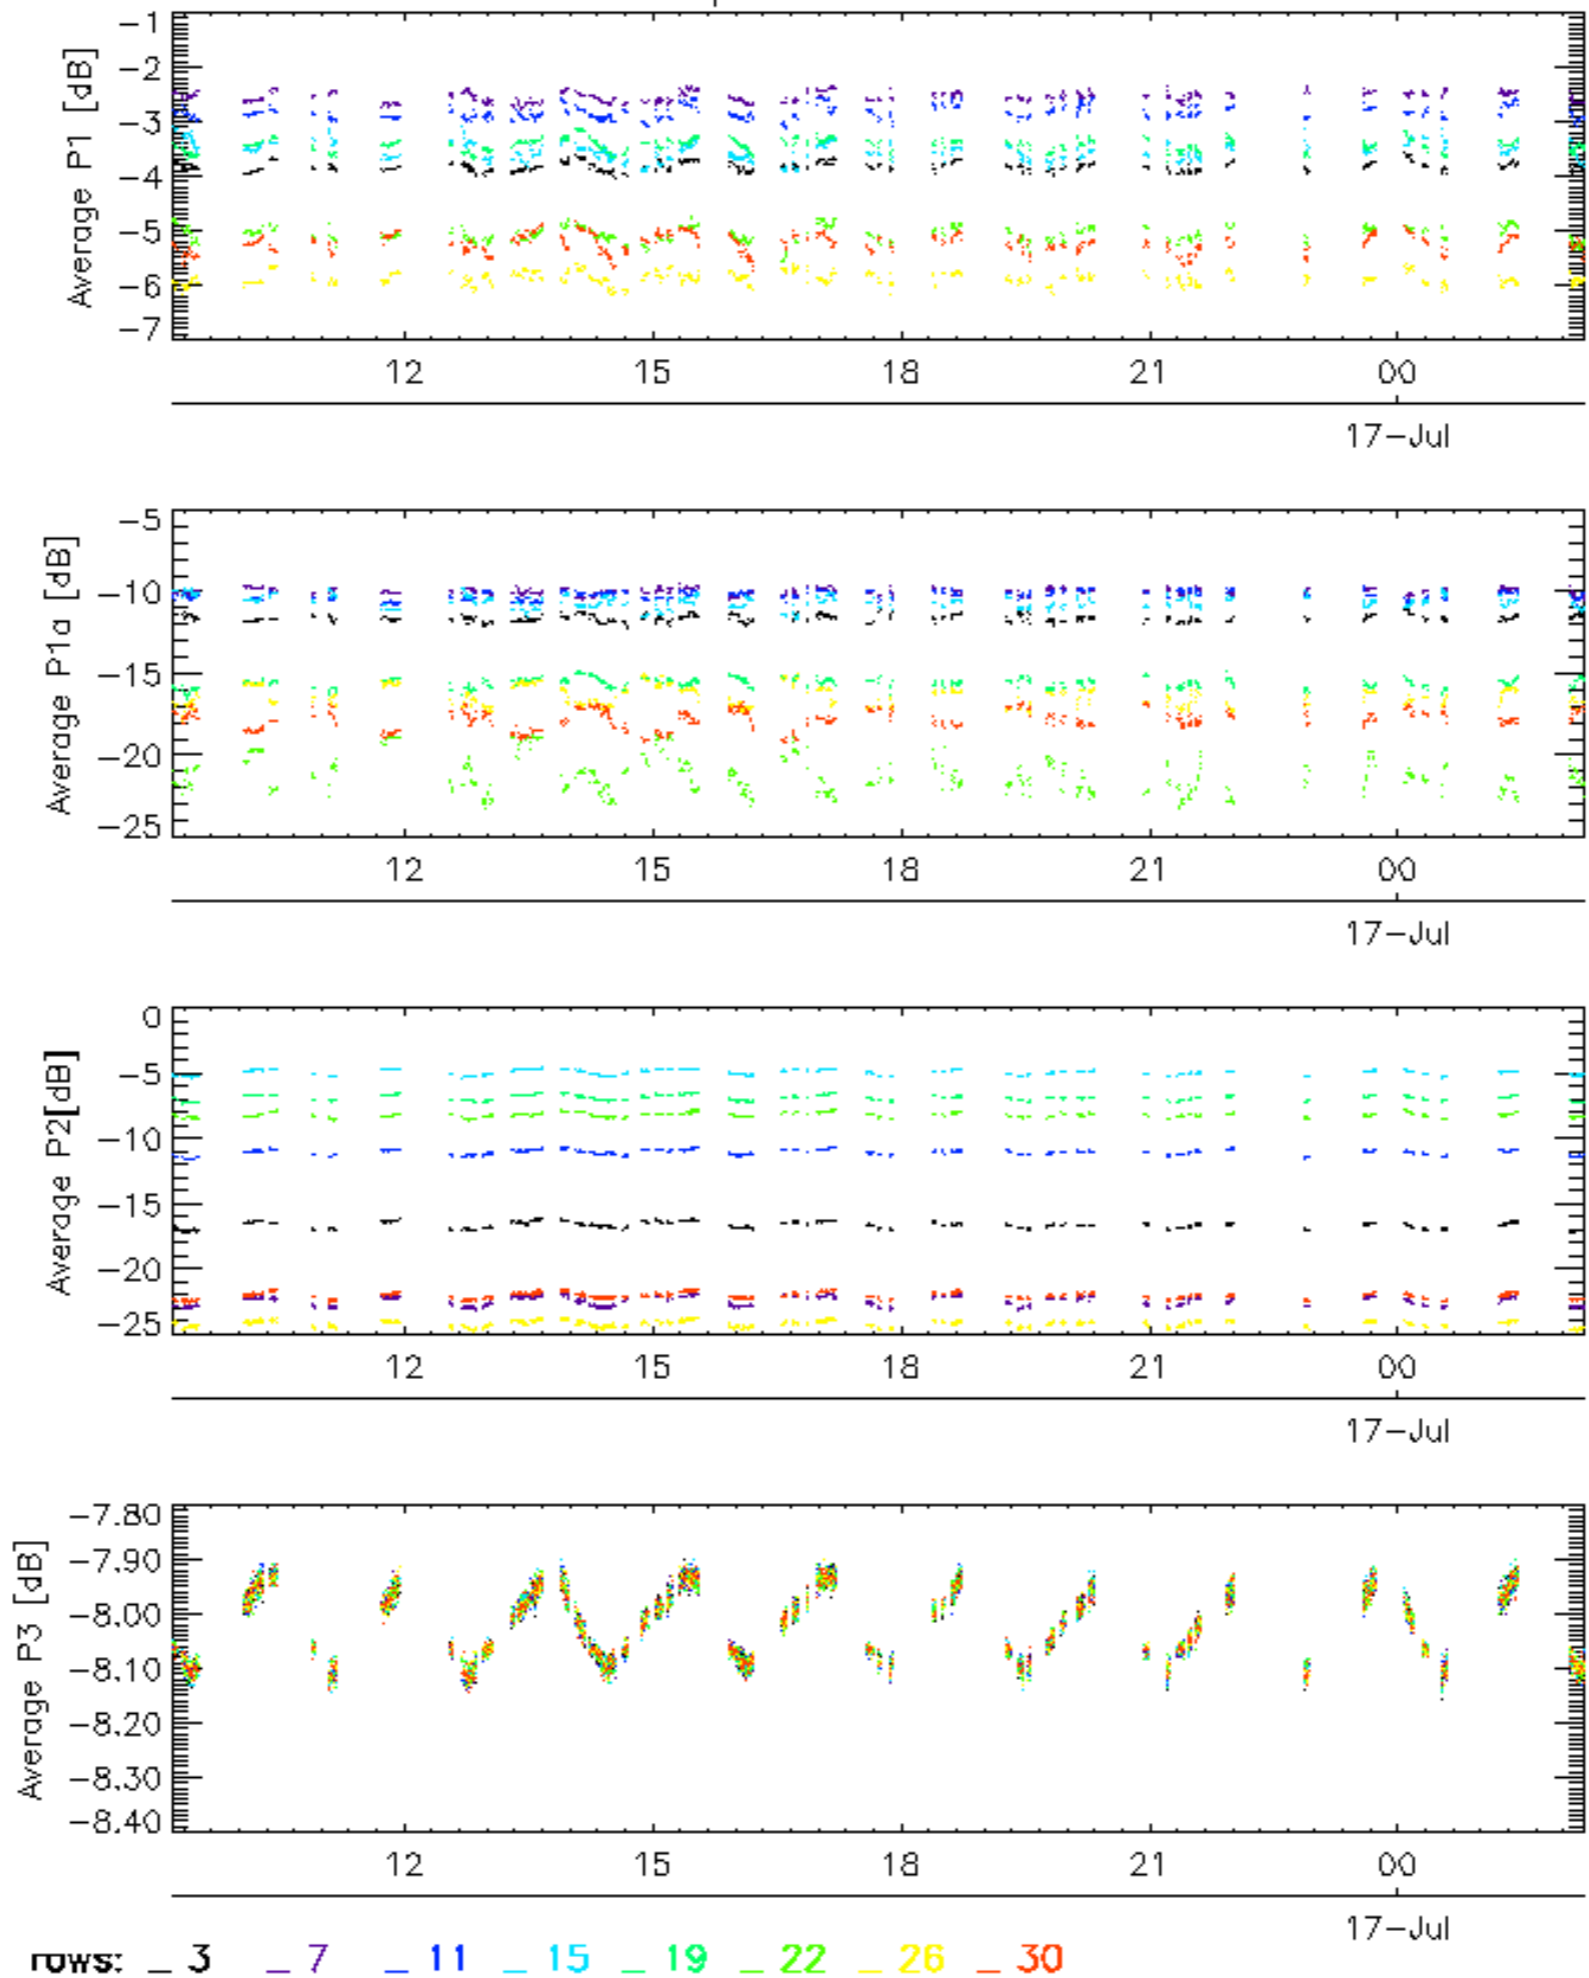 Average P1 [dB]
-1
-2
-3
-4
-5
-6
-7
12 15 18 21 00
17-Jul
Average P1a [dB]
-5
-10
-15
-20
-25
12 15 18 21 00
17-Jul
Average P2[dB]
0
-5
-10
-15
-20
-25
12 15 18 21 00
17-Jul
Average P3 [dB]
-7.80
-7.90
-8.00
-8.10
-8.20
-8.30
-8.40
12 15 18 21 00
17-Jul
rows: _ 3 _ 7 _ 11 _ 15 _ 19 _ 22 _ 26 _ 30